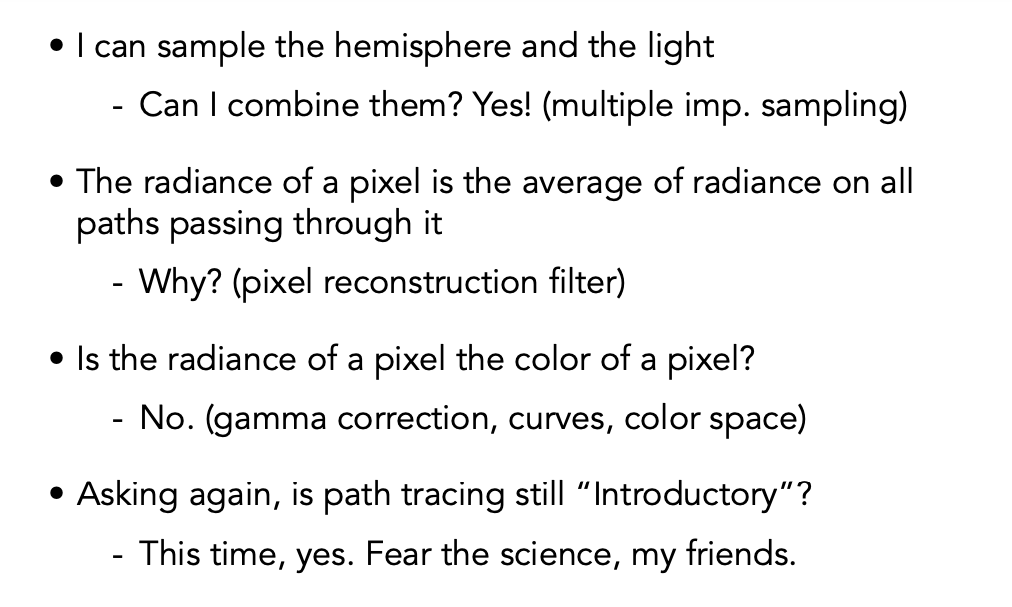 • I can sample the hemisphere and the light
- Can I combine them? Yes! (multiple imp. sampling)
• The radiance of a pixel is the average of radiance on all
paths passing through it
- Why? (pixel reconstruction filter)
• Is the radiance of a pixel the color of a pixel?
- No. (gamma correction, curves, color space)
• Asking again, is path tracing still “Introductory”?
- This time, yes. Fear the science, my friends.